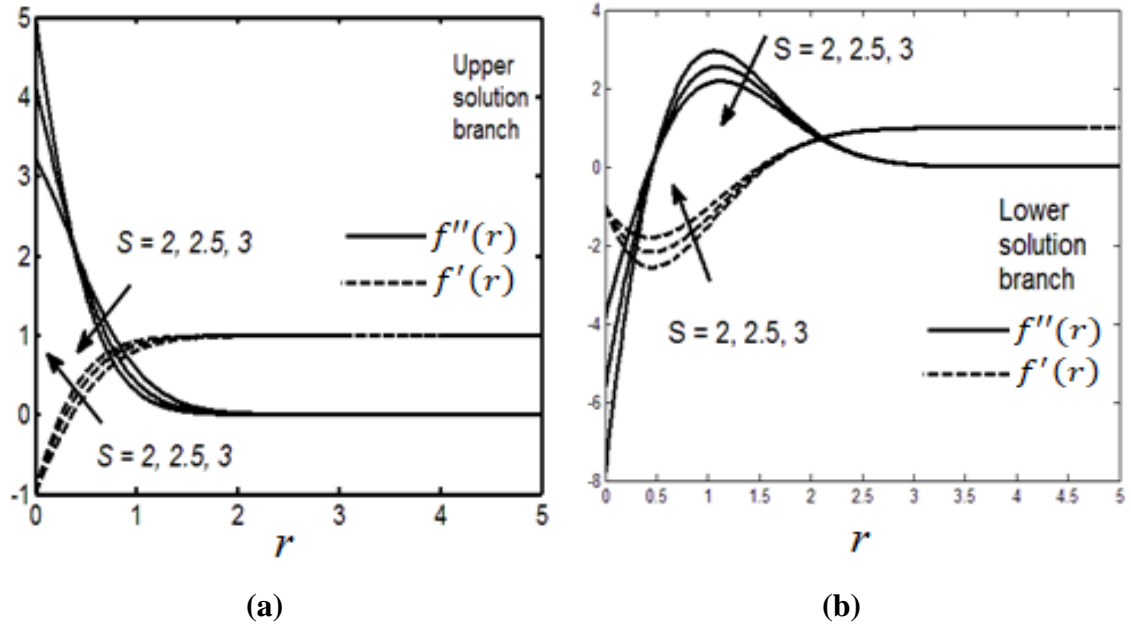 5
4
3
2
1
0
-1
0
1
2
3
4
5
Upper
solution
branch
S = 2, 2.5, 3
f''(r)
f'(r)
S = 2, 2.5, 3
r
(a)
4
2
0
-2
-4
-6
-8
0
0.5
1
1.5
2
2.5
3
3.5
4
4.5
5
S = 2, 2.5, 3
Lower
solution
branch
S = 2, 2.5, 3
f''(r)
f'(r)
r
(b)